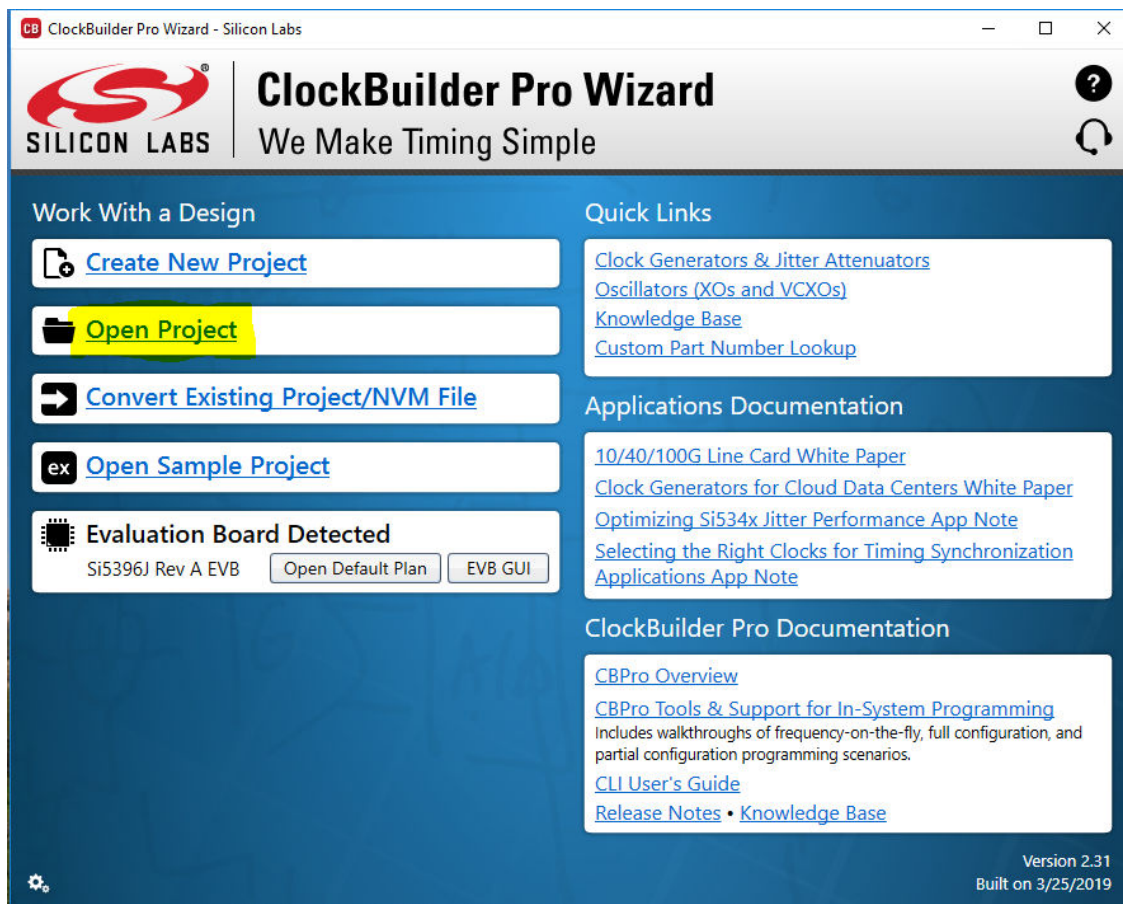 CB ClockBuilder Pro Wizard - Silicon Labs
SILICON LABS
®
ClockBuilder Pro Wizard
We Make Timing Simple
?
Work With a Design
Create New Project
Open Project
Convert Existing Project/NVM File
ex Open Sample Project
Evaluation Board Detected
Si5396J Rev A EVB Open Default Plan EVB GUI
Quick Links
Clock Generators & Jitter Attenuators
Oscillators (XOs and VCXOs)
Knowledge Base
Custom Part Number Lookup
Applications Documentation
10/40/100G Line Card White Paper
Clock Generators for Cloud Data Centers White Paper
Optimizing Si534x Jitter Performance App Note
Selecting the Right Clocks for Timing Synchronization
Applications App Note
ClockBuilder Pro Documentation
CBPro Overview
CBPro Tools & Support for In-System Programming
Includes walkthroughs of frequency-on-the-fly, full configuration, and
partial configuration programming scenarios.
CLI User's Guide
Release Notes • Knowledge Base
Version 2.31
Built on 3/25/2019